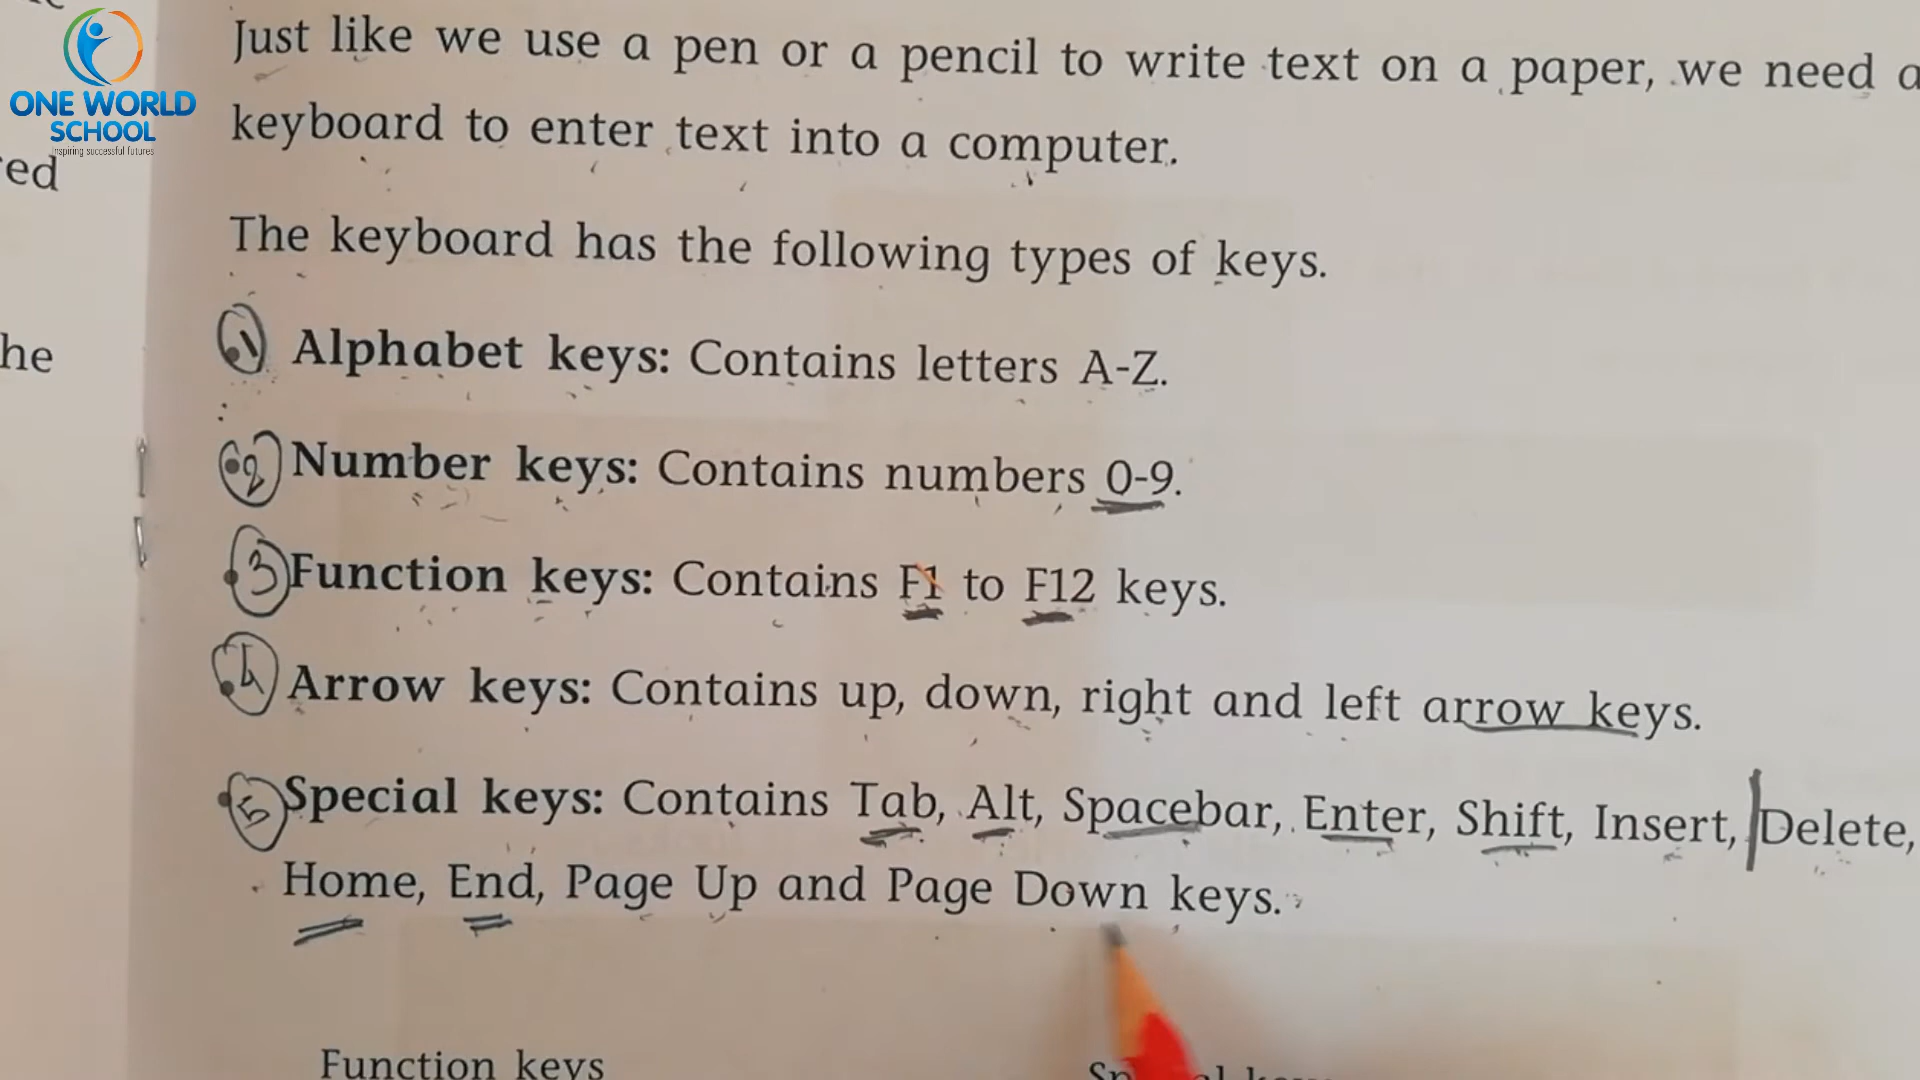 ONE WORLD
SCHOOL
Inspiring successful futures
ed
he
Just like we use a pen or a pencil to write text on a paper, we need a
keyboard to enter text into a computer.
The keyboard has the following types of keys.
1 Alphabet keys: Contains letters A-Z.
2 Number keys: Contains numbers 0-9.
3 Function keys: Contains F1 to F12 keys.
4 Arrow keys: Contains up, down, right and left arrow keys.
5 Special keys: Contains Tab, Alt, Spacebar, Enter, Shift, Insert, Delete,
Home, End, Page Up and Page Down keys.
Function keys